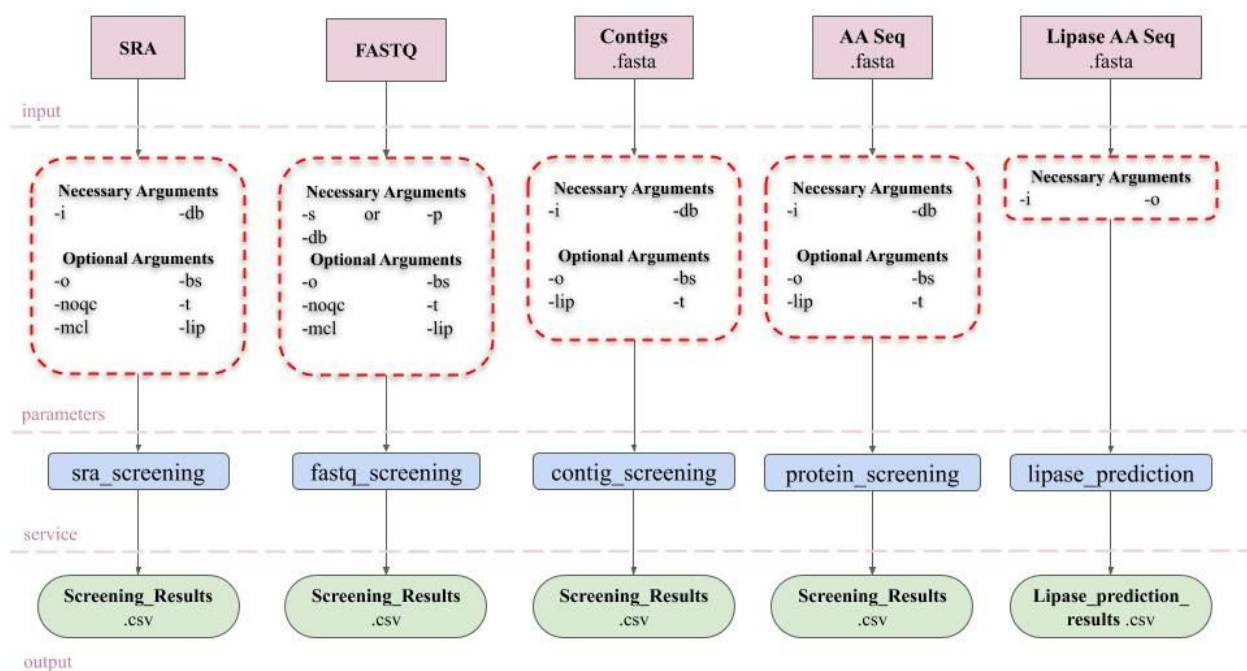 SRA
FASTQ
Contigs
.fasta
AA Seq
.fasta
Lipase AA Seq
.fasta
input
Necessary Arguments
-i -db
Optional Arguments
-o -bs
-noqc -t
-mcl -lip
Necessary Arguments
-s or -p
-db
Optional Arguments
-o -bs
-noqc -t
-mcl -lip
Necessary Arguments
-i -db
Optional Arguments
-o -bs
-lip -t
Necessary Arguments
-i -db
Optional Arguments
-o -bs
-lip -t
Necessary Arguments
-i -o
parameters
sra_screening
fastq_screening
contig_screening
protein_screening
lipase_prediction
service
Screening_Results
.csv
Screening_Results
.csv
Screening_Results
.csv
Screening_Results
.csv
Lipase_prediction_
results .csv
output